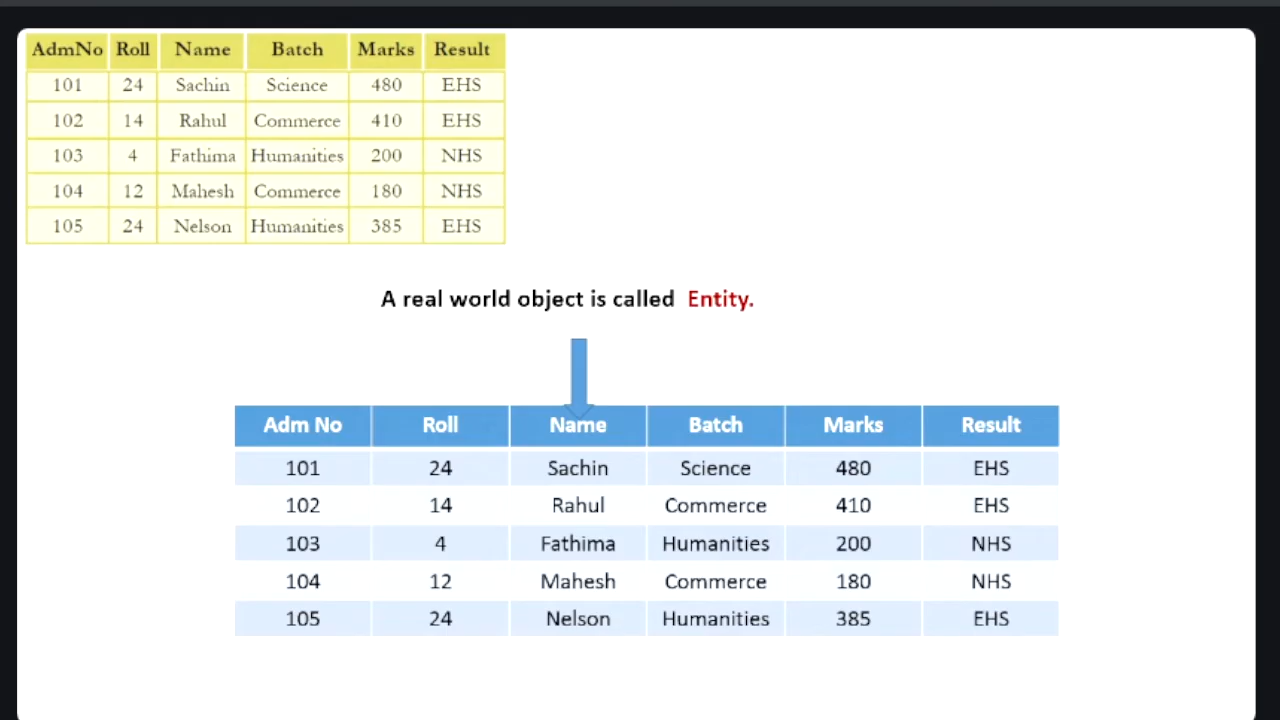 AdmNo Roll Name Batch Marks Result
101 24 Sachin Science 480 EHS
102 14 Rahul Commerce 410 EHS
103 4 Fathima Humanities 200 NHS
104 12 Mahesh Commerce 180 NHS
105 24 Nelson Humanities 385 EHS
A real world object is called Entity.
Adm No Roll Name Batch Marks Result
101 24 Sachin Science 480 EHS
102 14 Rahul Commerce 410 EHS
103 4 Fathima Humanities 200 NHS
104 12 Mahesh Commerce 180 NHS
105 24 Nelson Humanities 385 EHS